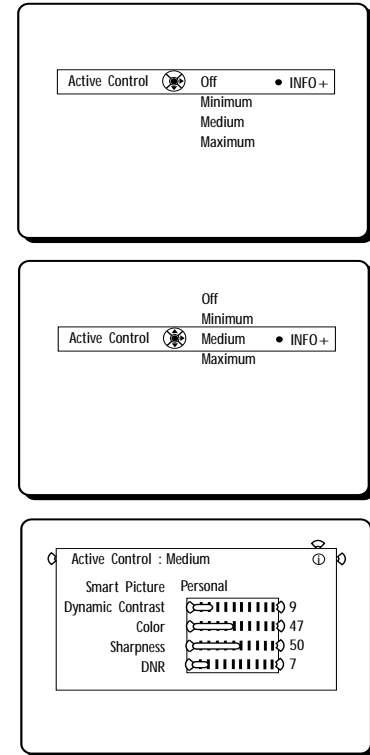 Active Control Off • INFO+
Minimum
Medium
Maximum
Off
Minimum
Active Control Medium • INFO+
Maximum
Active Control : Medium
Smart Picture Personal
Dynamic Contrast 9
Color 47
Sharpness 50
DNR 7